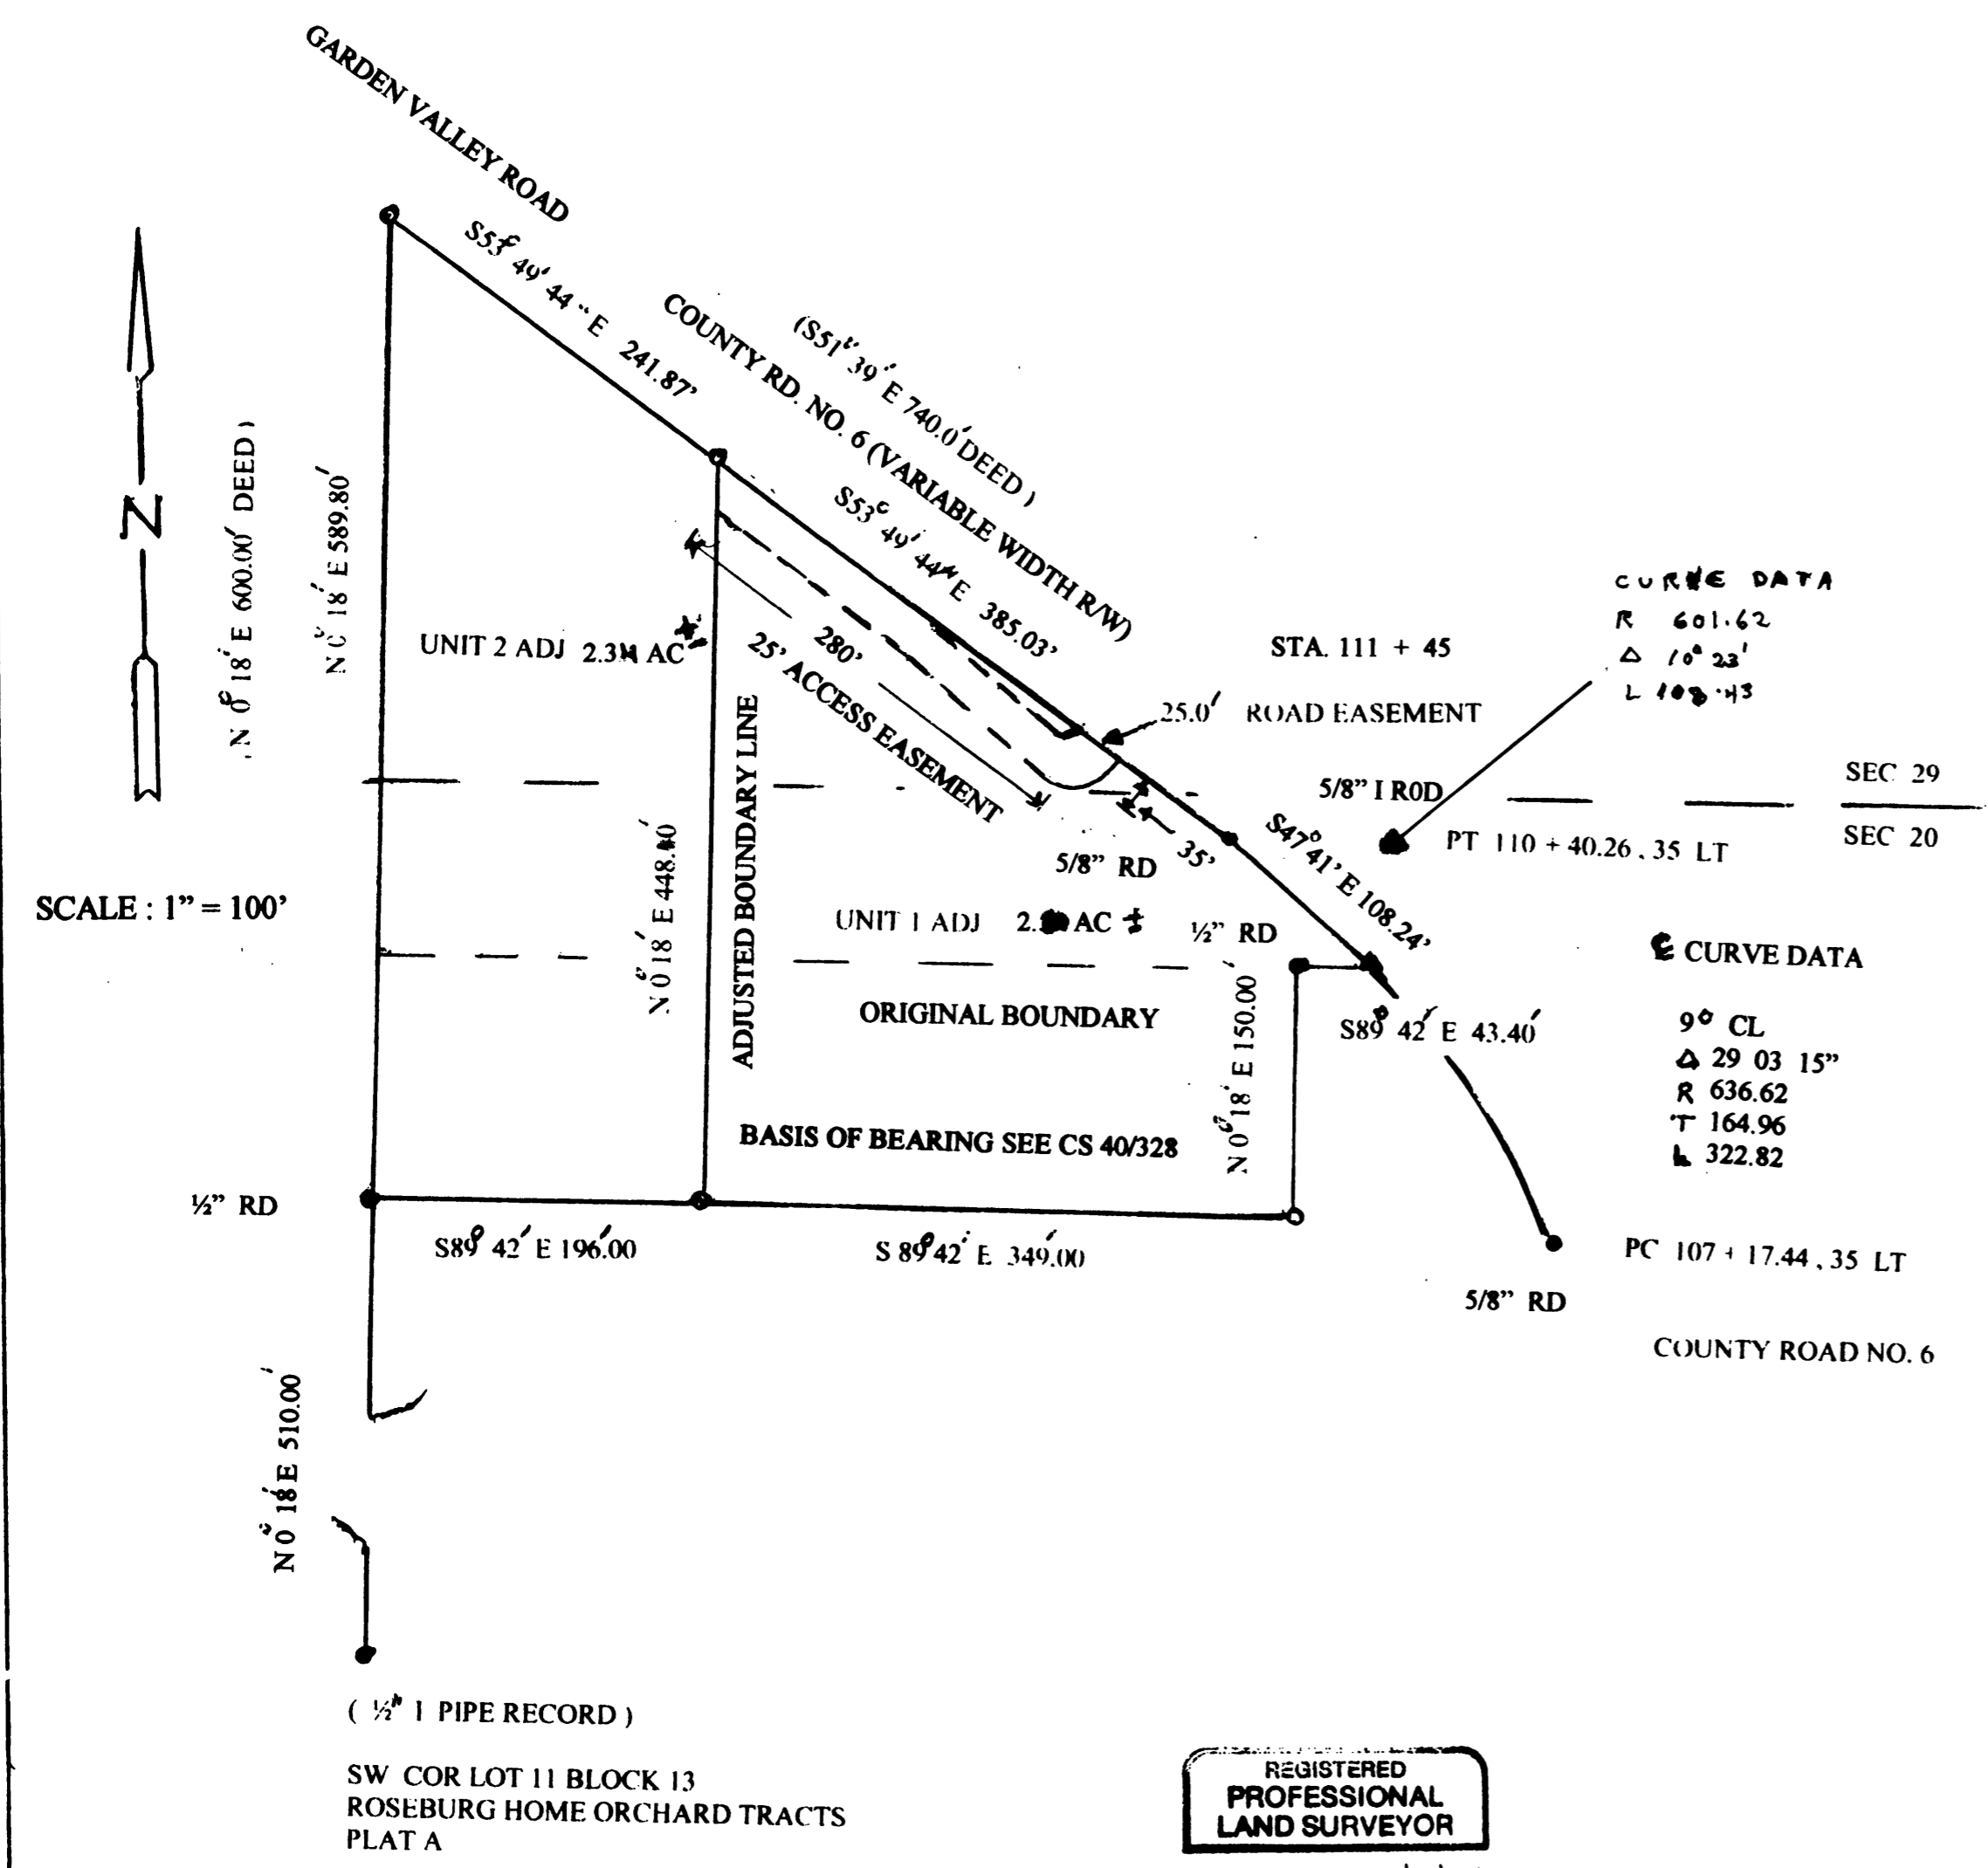 GARDEN VALLEY ROAD
S53° 49' 44" E 241.87'
COUNTY RD. NO. 6 (VARIABLE WIDTH R/W)
(S51° 39' E 740.0' DEED)
S53° 49' 44" E 385.03'
N 0° 18' E 600.00' DEED)
N 0° 18' E 589.80'
N
UNIT 2 ADJ 2.3 AC
280'
25' ACCESS EASEMENT
STA. 111 + 45
25.0' ROAD EASEMENT
CURVE DATA
R 601.62
Δ 10° 23'
L 108.43
5/8" I ROD
SEC 29
SEC 20
PT 110 + 40.26, 35 LT
S47° 41' E 108.24'
35'
5/8" RD
SCALE : 1" = 100'
N 0° 18' E 448.40'
ADJUSTED BOUNDARY LINE
UNIT 1 ADJ 2. AC ±
½" RD
ORIGINAL BOUNDARY
N 0° 18' E 150.00'
S89° 42' E 43.40'
℄ CURVE DATA
9° CL
Δ 29 03 15"
R 636.62
T 164.96
L 322.82
BASIS OF BEARING SEE CS 40/328
½" RD
S89° 42' E 196.00'
S 89° 42' E 349.00'
PC 107 + 17.44, 35 LT
5/8" RD
COUNTY ROAD NO. 6
N 0° 18' E 510.00'
( ½" I PIPE RECORD )
SW COR LOT 11 BLOCK 13
ROSEBURG HOME ORCHARD TRACTS
PLAT A
REGISTERED
PROFESSIONAL
LAND SURVEYOR